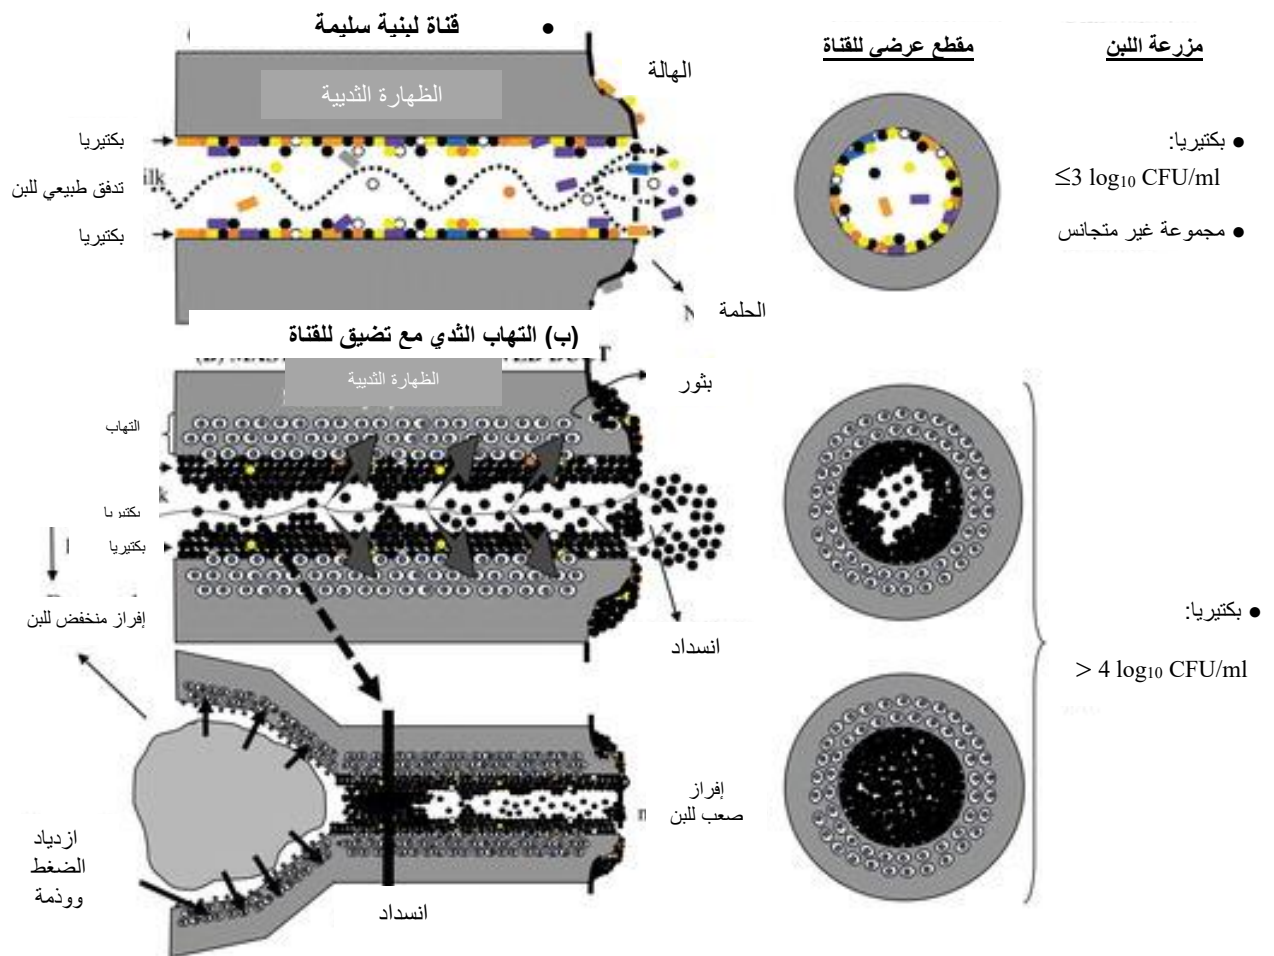 ● قناة لبنية سليمة
مقطع عرضي للقناة
مزرعة اللبن
الهالة
الظهارة الثديية
بكتيريا
تدفق طبيعي للبن
بكتيريا
الحلمة
● بكتيريا:
≤3 log₁₀ CFU/ml
● مجموعة غير متجانس
(ب) التهاب الثدي مع تضيق للقناة
الظهارة الثديية
بثور
التهاب
بكتيريا
إفراز منخفض للبن
انسداد
● بكتيريا:
> 4 log₁₀ CFU/ml
إفراز
صعب للبن
ازدياد
الضغط
ووذمة
انسداد